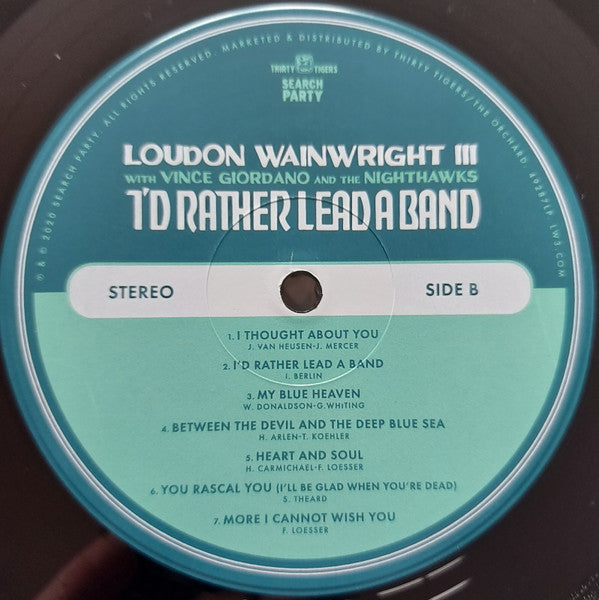 ℗ & © 2020 SEARCH PARTY. ALL RIGHTS RESERVED. MARKETED & DISTRIBUTED BY THIRTY TIGERS/THE ORCHARD. 40287LP. LW3.COM
THIRTY TIGERS
SEARCH
PARTY
LOUDON WAINWRIGHT III
WITH VINCE GIORDANO AND THE NIGHTHAWKS
I'D RATHER LEAD A BAND
STEREO
SIDE B
1. I THOUGHT ABOUT YOU
J. VAN HEUSEN-J. MERCER
2. I'D RATHER LEAD A BAND
I. BERLIN
3. MY BLUE HEAVEN
W. DONALDSON-G. WHITING
4. BETWEEN THE DEVIL AND THE DEEP BLUE SEA
H. ARLEN-T. KOEHLER
5. HEART AND SOUL
H. CARMICHAEL-F. LOESSER
6. YOU RASCAL YOU (I'LL BE GLAD WHEN YOU'RE DEAD)
S. THEARD
7. MORE I CANNOT WISH YOU
F. LOESSER